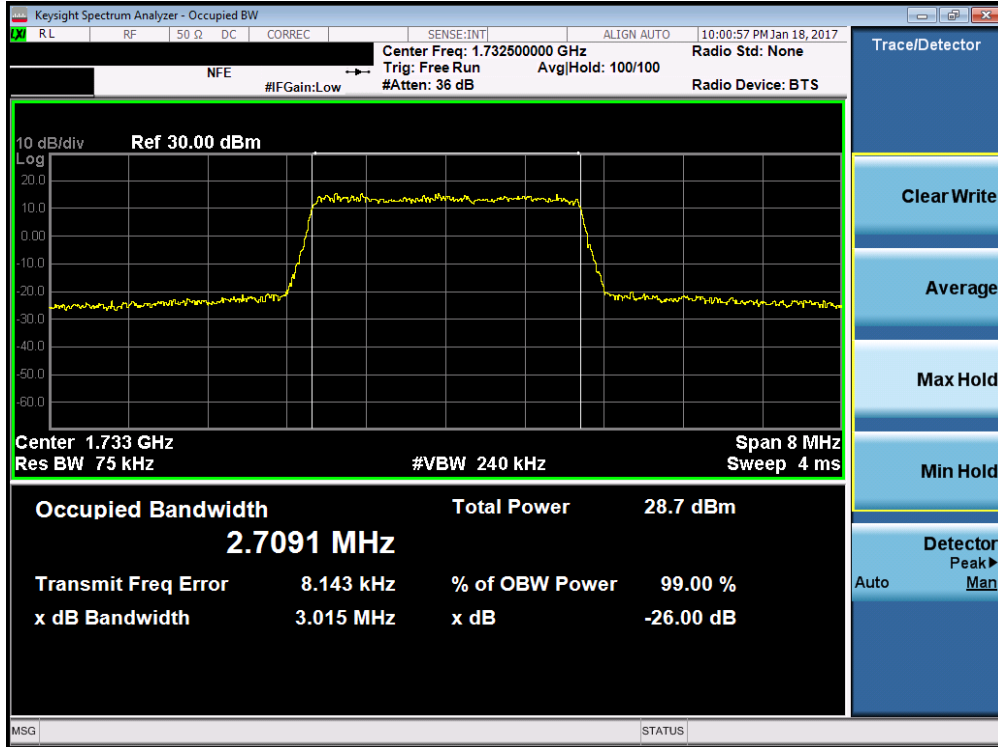 Keysight Spectrum Analyzer - Occupied BW
LXI RL RF 50 Ω DC CORREC SENSE:INT ALIGN AUTO 10:00:57 PM Jan 18, 2017
Center Freq: 1.732500000 GHz Radio Std: None
NFE Trig: Free Run Avg|Hold: 100/100
#IFGain:Low #Atten: 36 dB Radio Device: BTS
10 dB/div Ref 30.00 dBm
Log
20.0
10.0
0.00
-10.0
-20.0
-30.0
-40.0
-50.0
-60.0
Center 1.733 GHz Span 8 MHz
Res BW 75 kHz #VBW 240 kHz Sweep 4 ms
Occupied Bandwidth Total Power 28.7 dBm
2.7091 MHz
Transmit Freq Error 8.143 kHz % of OBW Power 99.00 %
x dB Bandwidth 3.015 MHz x dB -26.00 dB
MSG STATUS
Trace/Detector
Clear Write
Average
Max Hold
Min Hold
Detector
Peak▶
Auto Man